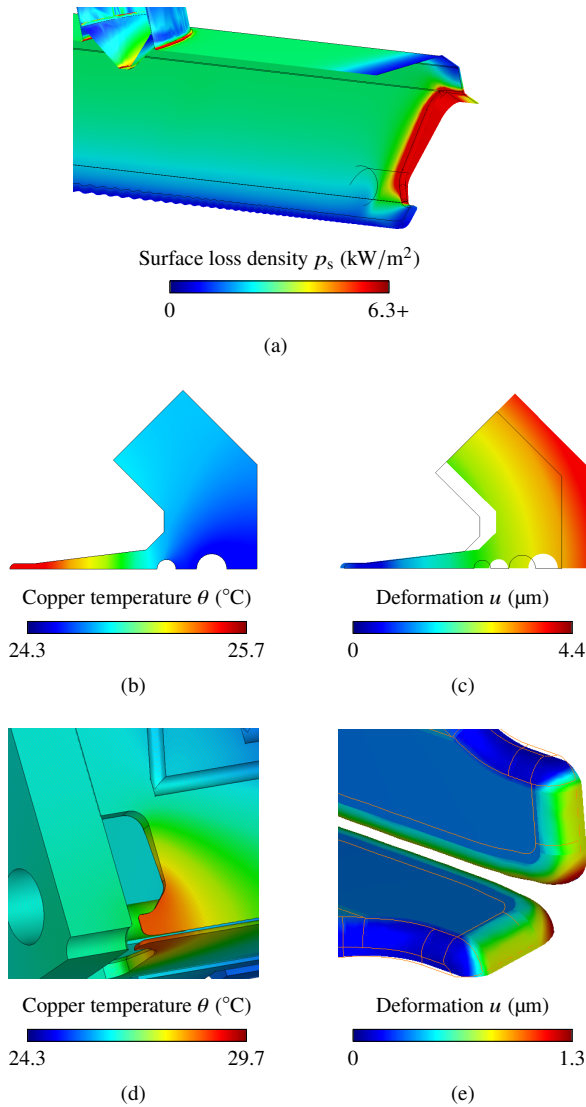 Surface loss density pₛ (kW/m²)
0 6.3+
(a)
Copper temperature θ (°C) Deformation u (µm)
24.3 25.7 0 4.4
(b) (c)
Copper temperature θ (°C) Deformation u (µm)
24.3 29.7 0 1.3
(d) (e)